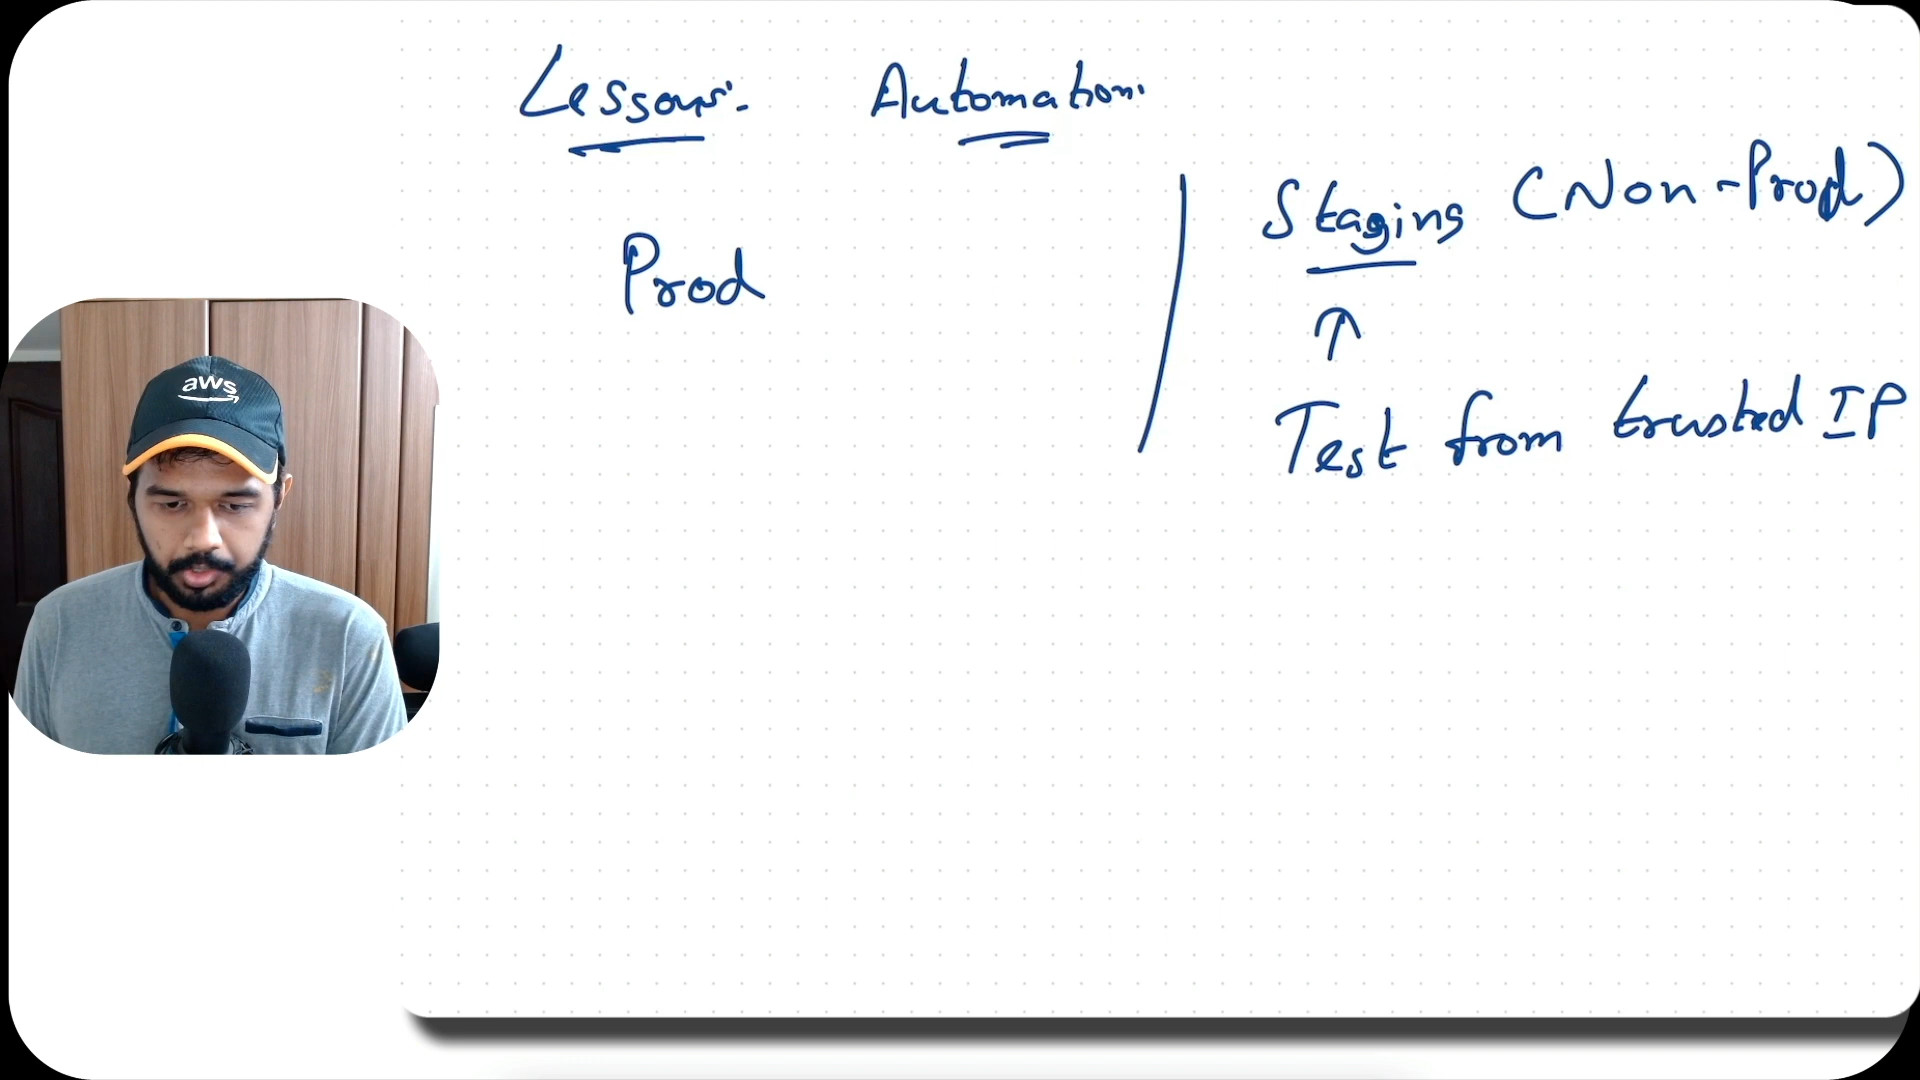 Lessons:- Automation.
Staging (Non-Prod)
Prod
↑
Test from trusted IP
aws